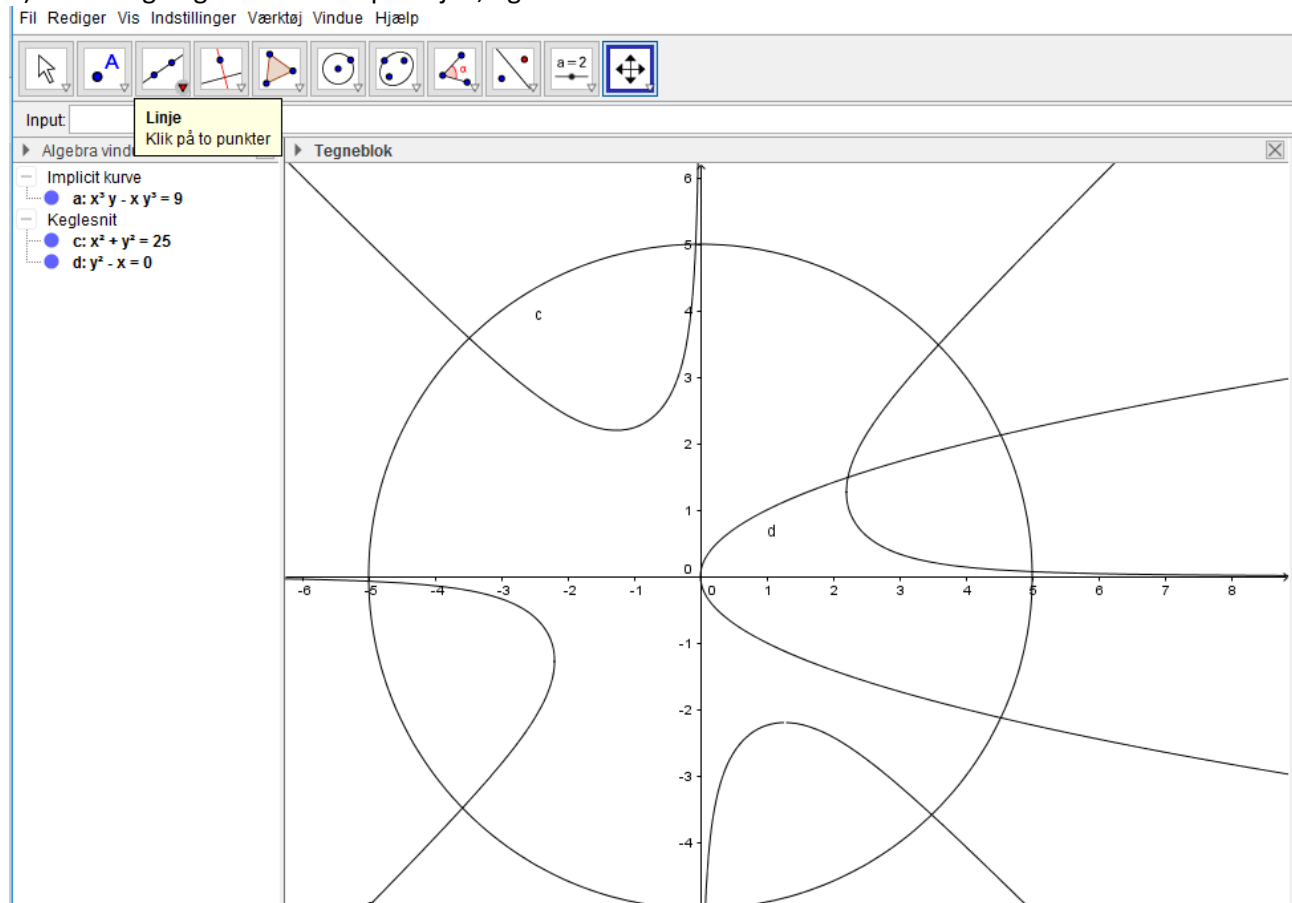 Fil Rediger Vis Indstillinger Værktøj Vindue Hjælp
A
α
a = 2
Input:
Linje
Klik på to punkter
Algebra vind
Tegneblok
Implicit kurve
a: x³ y - x y³ = 9
Keglesnit
c: x² + y² = 25
d: y² - x = 0
6
5
4
3
2
1
0
-1
-2
-3
-4
-6 -5 -4 -3 -2 -1 0 1 2 3 4 5 6 7 8
c
d